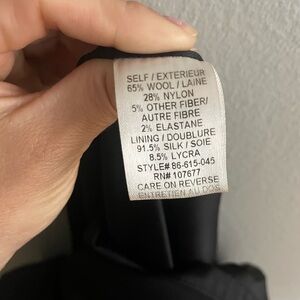 SELF / EXTERIEUR
65% WOOL / LAINE
28% NYLON
5% OTHER FIBER/
AUTRE FIBRE
2% ELASTANE
LINING / DOUBLURE
91.5% SILK / SOIE
8.5% LYCRA
STYLE# 86-615-045
RN# 107677
CARE ON REVERSE
ENTRETIEN AU DOS